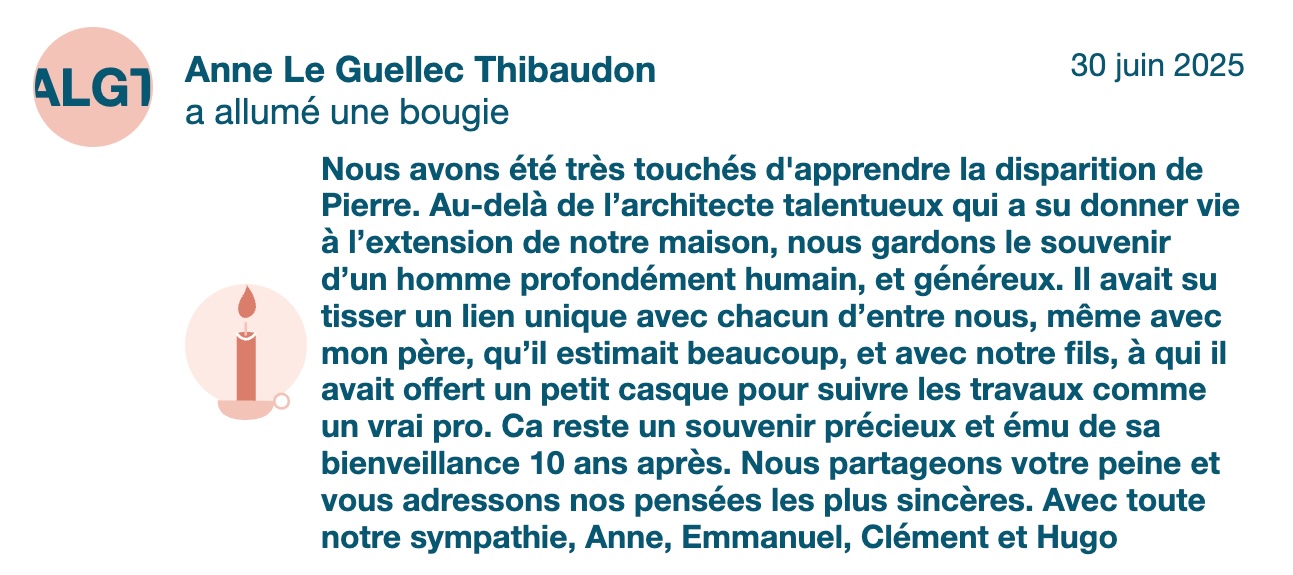 ALGT
Anne Le Guellec Thibaudon
30 juin 2025
a allumé une bougie
Nous avons été très touchés d'apprendre la disparition de
Pierre. Au-delà de l’architecte talentueux qui a su donner vie
à l’extension de notre maison, nous gardons le souvenir
d’un homme profondément humain, et généreux. Il avait su
tisser un lien unique avec chacun d’entre nous, même avec
mon père, qu’il estimait beaucoup, et avec notre fils, à qui il
avait offert un petit casque pour suivre les travaux comme
un vrai pro. Ca reste un souvenir précieux et ému de sa
bienveillance 10 ans après. Nous partageons votre peine et
vous adressons nos pensées les plus sincères. Avec toute
notre sympathie, Anne, Emmanuel, Clément et Hugo